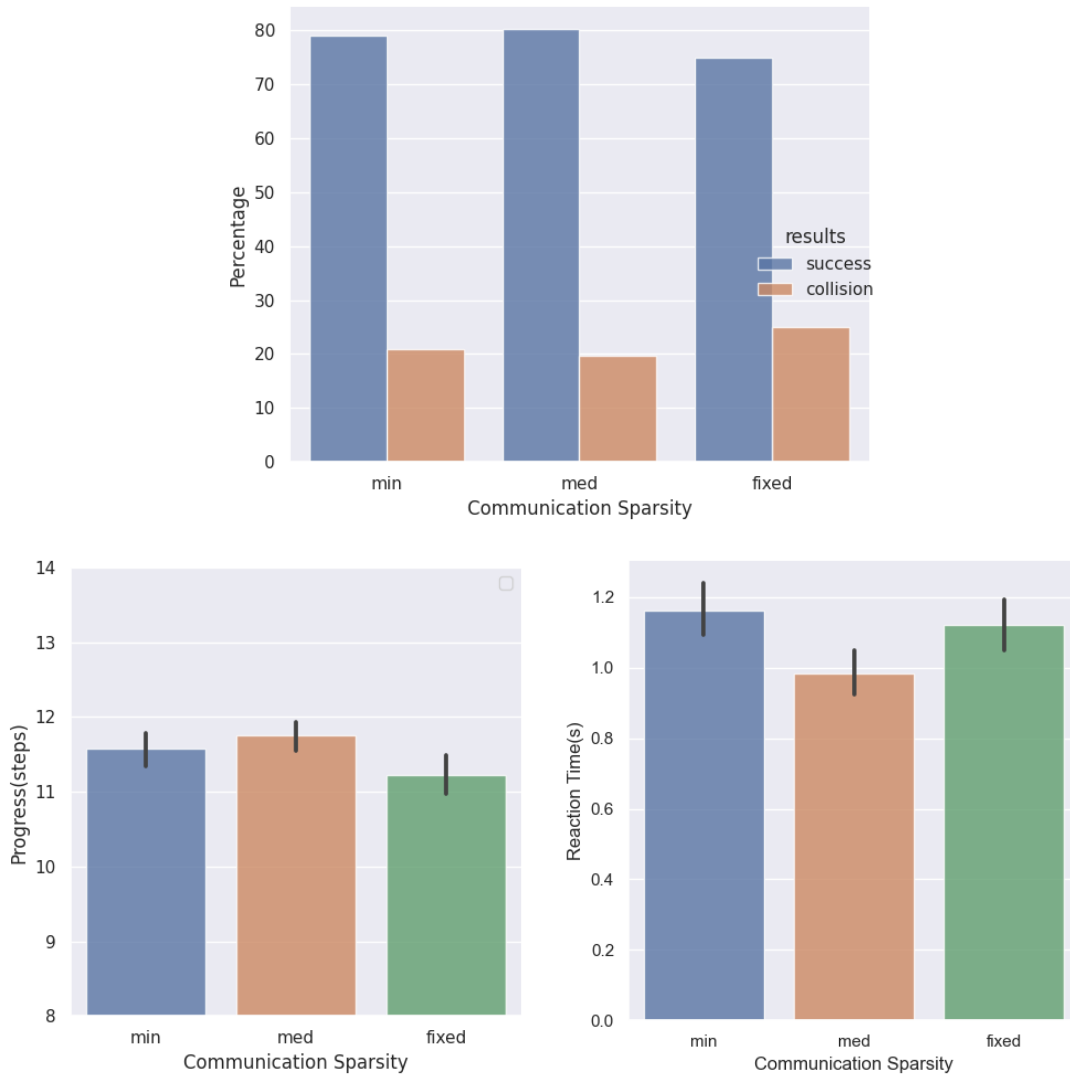 80
70
60
50
40
30
20
10
0
Percentage
results
success
collision
min med fixed
Communication Sparsity
14
13
12
11
10
9
8
Progress(steps)
min med fixed
Communication Sparsity
1.2
1.0
0.8
0.6
0.4
0.2
0.0
Reaction Time(s)
min med fixed
Communication Sparsity